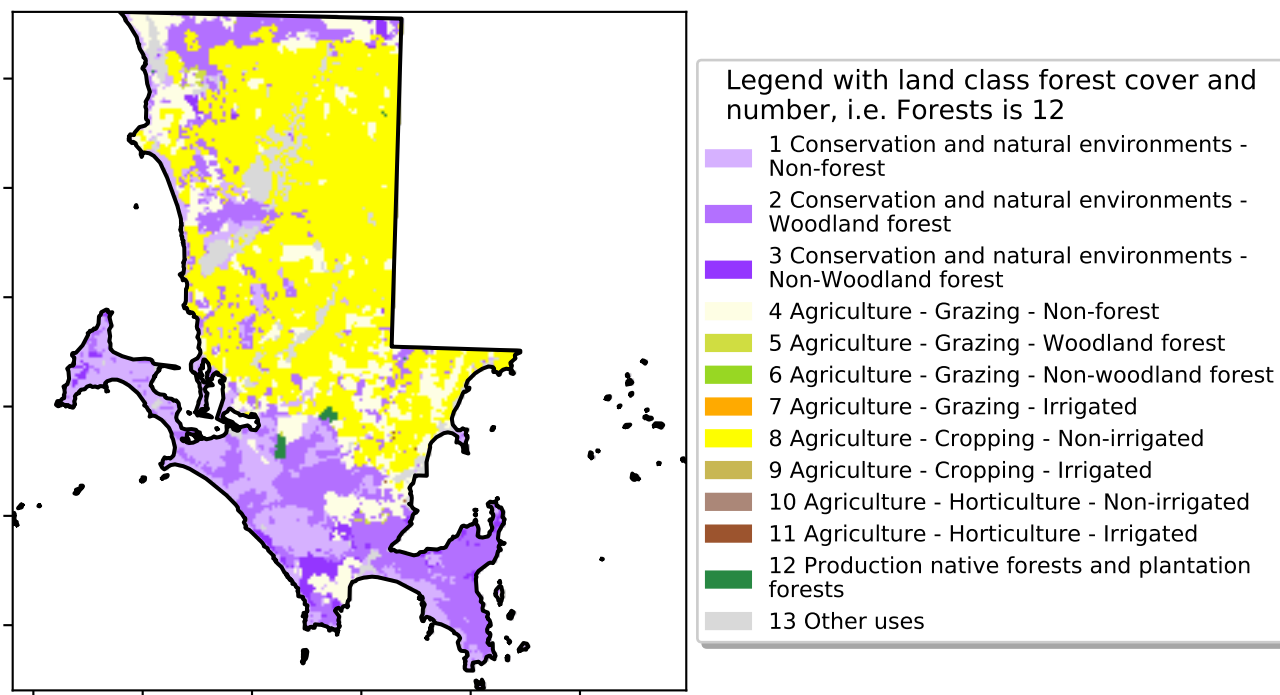 Legend with land class forest cover and
number, i.e. Forests is 12
1 Conservation and natural environments -
Non-forest
2 Conservation and natural environments -
Woodland forest
3 Conservation and natural environments -
Non-Woodland forest
4 Agriculture - Grazing - Non-forest
5 Agriculture - Grazing - Woodland forest
6 Agriculture - Grazing - Non-woodland forest
7 Agriculture - Grazing - Irrigated
8 Agriculture - Cropping - Non-irrigated
9 Agriculture - Cropping - Irrigated
10 Agriculture - Horticulture - Non-irrigated
11 Agriculture - Horticulture - Irrigated
12 Production native forests and plantation
forests
13 Other uses